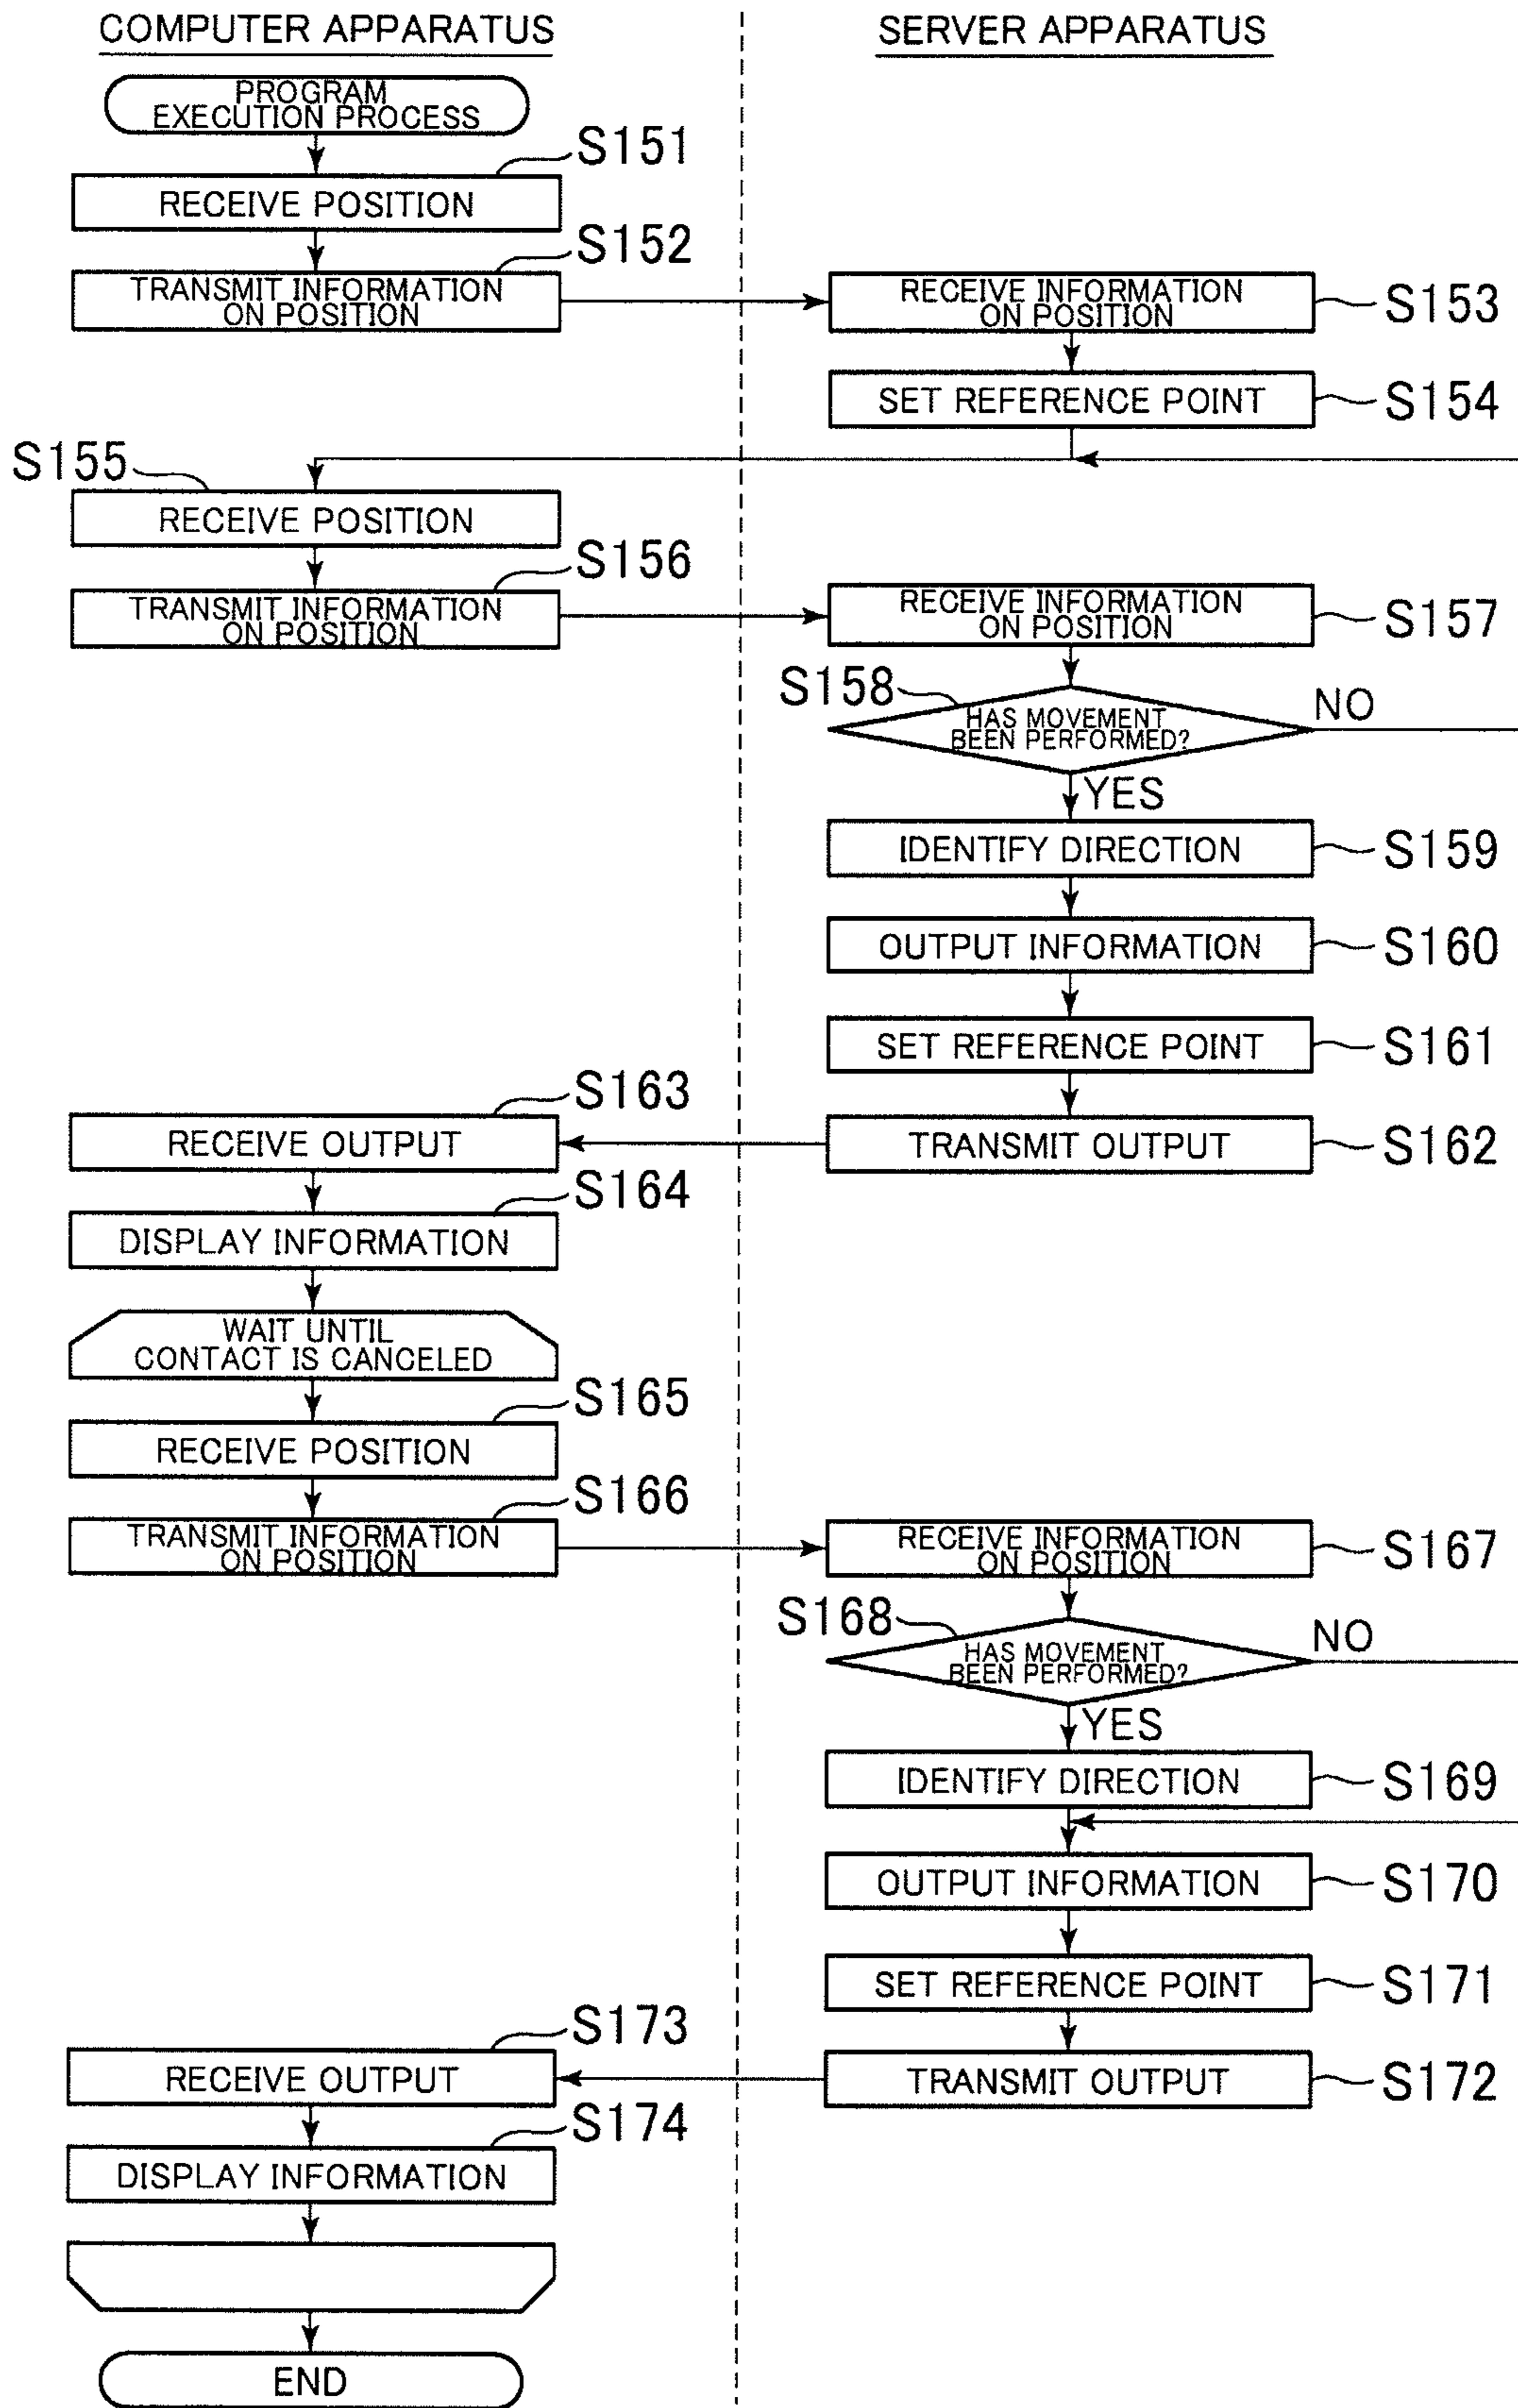 COMPUTER APPARATUS
SERVER APPARATUS
PROGRAM
EXECUTION PROCESS
S151
RECEIVE POSITION
S152
TRANSMIT INFORMATION
ON POSITION
RECEIVE INFORMATION
ON POSITION
S153
SET REFERENCE POINT
S154
S155
RECEIVE POSITION
S156
TRANSMIT INFORMATION
ON POSITION
RECEIVE INFORMATION
ON POSITION
S157
S158
HAS MOVEMENT
BEEN PERFORMED?
NO
YES
IDENTIFY DIRECTION
S159
OUTPUT INFORMATION
S160
SET REFERENCE POINT
S161
S163
RECEIVE OUTPUT
TRANSMIT OUTPUT
S162
S164
DISPLAY INFORMATION
WAIT UNTIL
CONTACT IS CANCELED
S165
RECEIVE POSITION
S166
TRANSMIT INFORMATION
ON POSITION
RECEIVE INFORMATION
ON POSITION
S167
S168
HAS MOVEMENT
BEEN PERFORMED?
NO
YES
IDENTIFY DIRECTION
S169
OUTPUT INFORMATION
S170
SET REFERENCE POINT
S171
S173
RECEIVE OUTPUT
TRANSMIT OUTPUT
S172
S174
DISPLAY INFORMATION
END